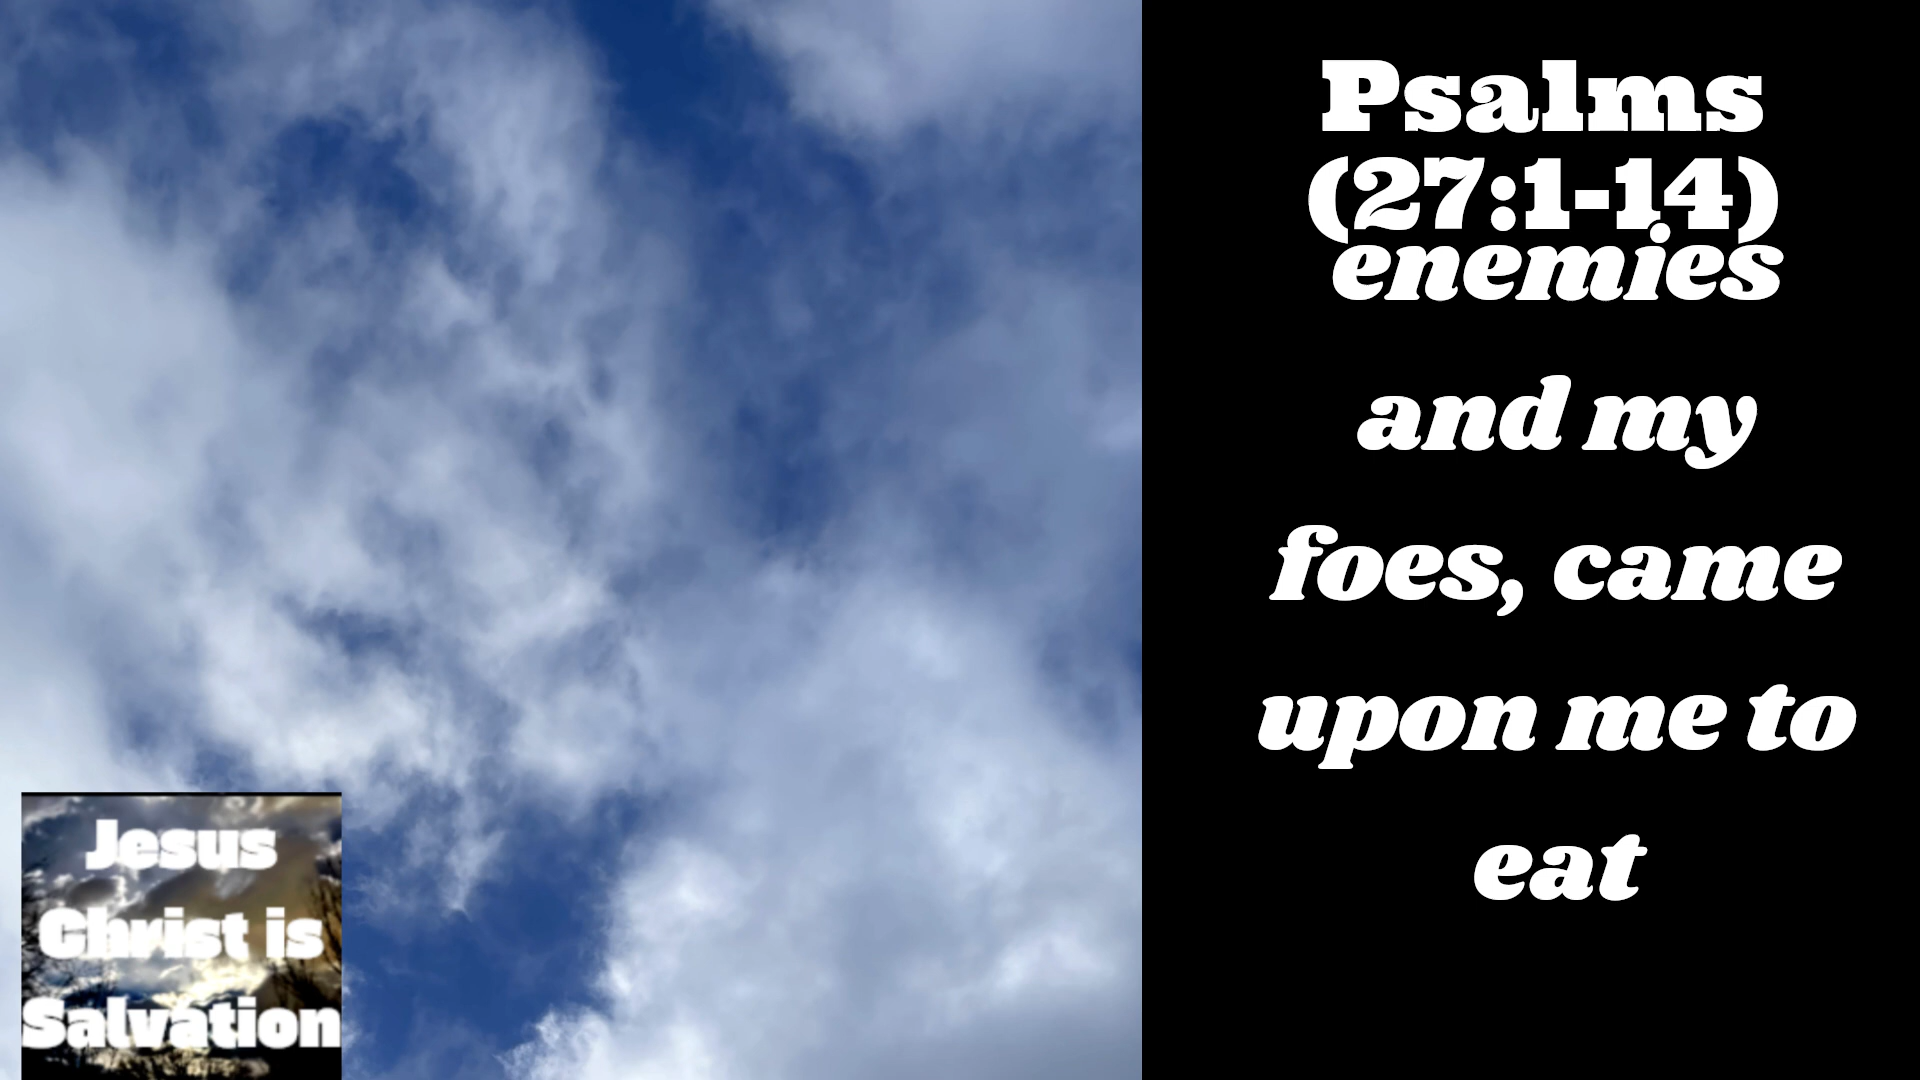 Psalms
(27:1-14)
enemies
and my
foes, came
upon me to
eat
Jesus
Christ is
Salvation